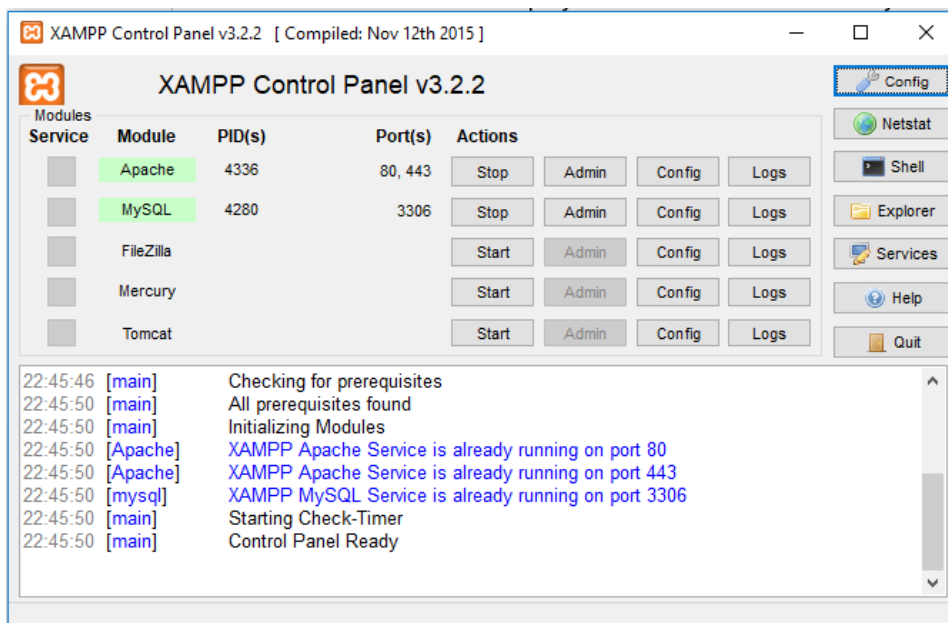 XAMPP Control Panel v3.2.2 [ Compiled: Nov 12th 2015 ]
XAMPP Control Panel v3.2.2
Config
Modules
Service Module PID(s) Port(s) Actions
Netstat
Apache 4336 80, 443 Stop Admin Config Logs
Shell
MySQL 4280 3306 Stop Admin Config Logs
Explorer
FileZilla Start Admin Config Logs
Services
Mercury Start Admin Config Logs
Help
Tomcat Start Admin Config Logs
Quit
22:45:46 [main] Checking for prerequisites
22:45:50 [main] All prerequisites found
22:45:50 [main] Initializing Modules
22:45:50 [Apache] XAMPP Apache Service is already running on port 80
22:45:50 [Apache] XAMPP Apache Service is already running on port 443
22:45:50 [mysql] XAMPP MySQL Service is already running on port 3306
22:45:50 [main] Starting Check-Timer
22:45:50 [main] Control Panel Ready